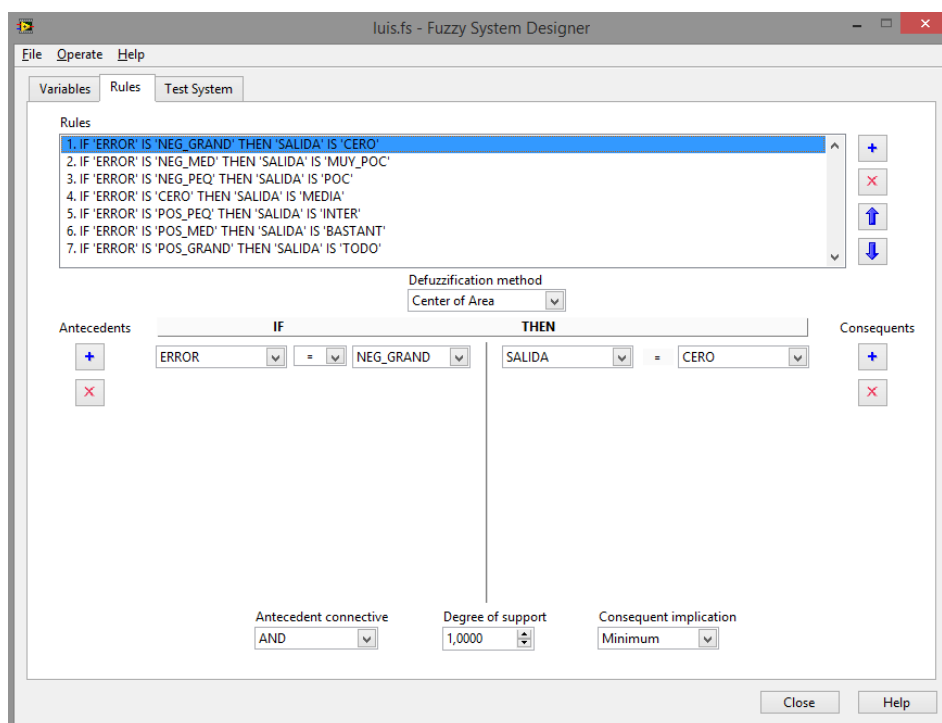 luis.fs - Fuzzy System Designer
File Operate Help
Variables Rules Test System
Rules
1. IF 'ERROR' IS 'NEG_GRAND' THEN 'SALIDA' IS 'CERO'
2. IF 'ERROR' IS 'NEG_MED' THEN 'SALIDA' IS 'MUY_POC'
3. IF 'ERROR' IS 'NEG_PEQ' THEN 'SALIDA' IS 'POC'
4. IF 'ERROR' IS 'CERO' THEN 'SALIDA' IS 'MEDIA'
5. IF 'ERROR' IS 'POS_PEQ' THEN 'SALIDA' IS 'INTER'
6. IF 'ERROR' IS 'POS_MED' THEN 'SALIDA' IS 'BASTANT'
7. IF 'ERROR' IS 'POS_GRAND' THEN 'SALIDA' IS 'TODO'
Defuzzification method
Center of Area
Antecedents IF THEN Consequents
ERROR = NEG_GRAND SALIDA = CERO
Antecedent connective Degree of support Consequent implication
AND 1,0000 Minimum
Close Help